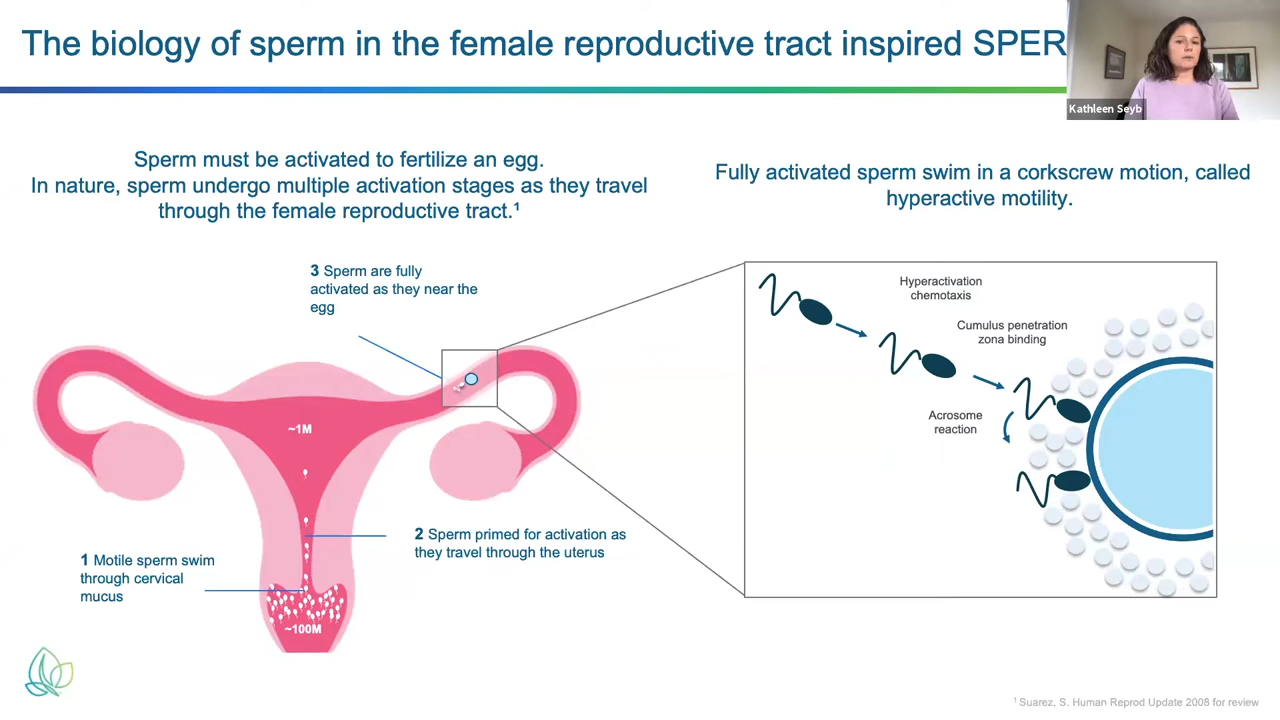 The biology of sperm in the female reproductive tract inspired SPER
Kathleen Seyb
Sperm must be activated to fertilize an egg.
In nature, sperm undergo multiple activation stages as they travel
through the female reproductive tract.¹
Fully activated sperm swim in a corkscrew motion, called
hyperactive motility.
3 Sperm are fully
activated as they near the
egg
~1M
2 Sperm primed for activation as
they travel through the uterus
1 Motile sperm swim
through cervical
mucus
~100M
Hyperactivation
chemotaxis
Cumulus penetration
zona binding
Acrosome
reaction
¹ Suarez, S. Human Reprod Update 2008 for review